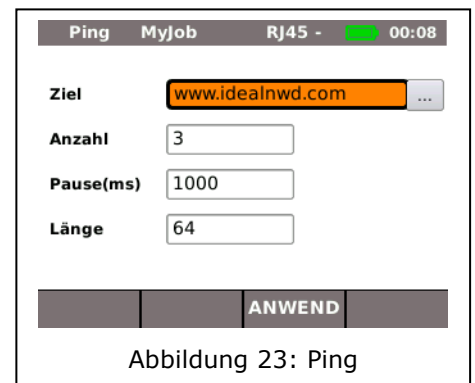 Ping MyJob RJ45 - 00:08
Ziel www.idealnwd.com ...
Anzahl 3
Pause(ms) 1000
Länge 64
ANWEND
Abbildung 23: Ping